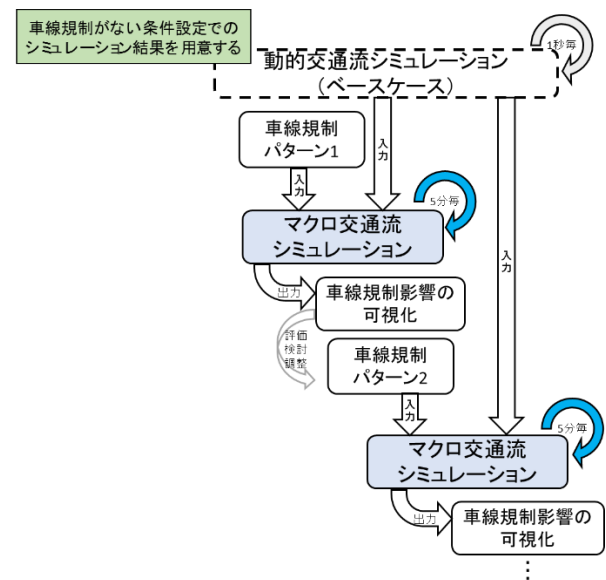 車線規制がない条件設定での
シミュレーション結果を用意する
1秒毎
動的交通流シミュレーション
（ベースケース）
車線規制
パターン1
入力
入力
5分毎
マクロ交通流
シミュレーション
入力
出力
車線規制影響の
可視化
評価
検討
調整
車線規制
パターン2
入力
5分毎
マクロ交通流
シミュレーション
出力
車線規制影響の
可視化
⋮